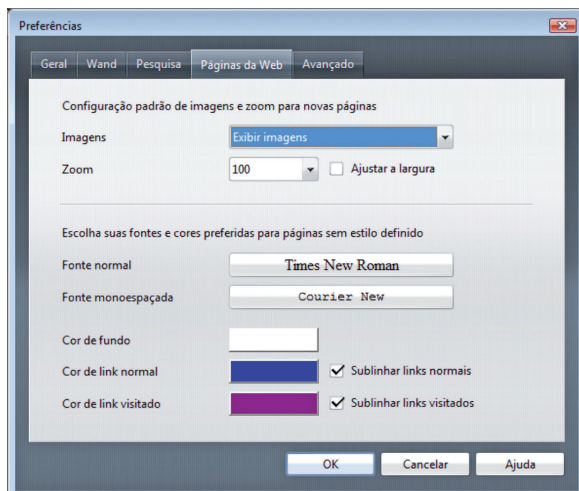 Preferências
Geral Wand Pesquisa Páginas da Web Avançado
Configuração padrão de imagens e zoom para novas páginas
Imagens Exibir imagens
Zoom 100 Ajustar a largura
Escolha suas fontes e cores preferidas para páginas sem estilo definido
Fonte normal Times New Roman
Fonte monoespaçada Courier New
Cor de fundo
Cor de link normal Sublinhar links normais
Cor de link visitado Sublinhar links visitados
OK Cancelar Ajuda